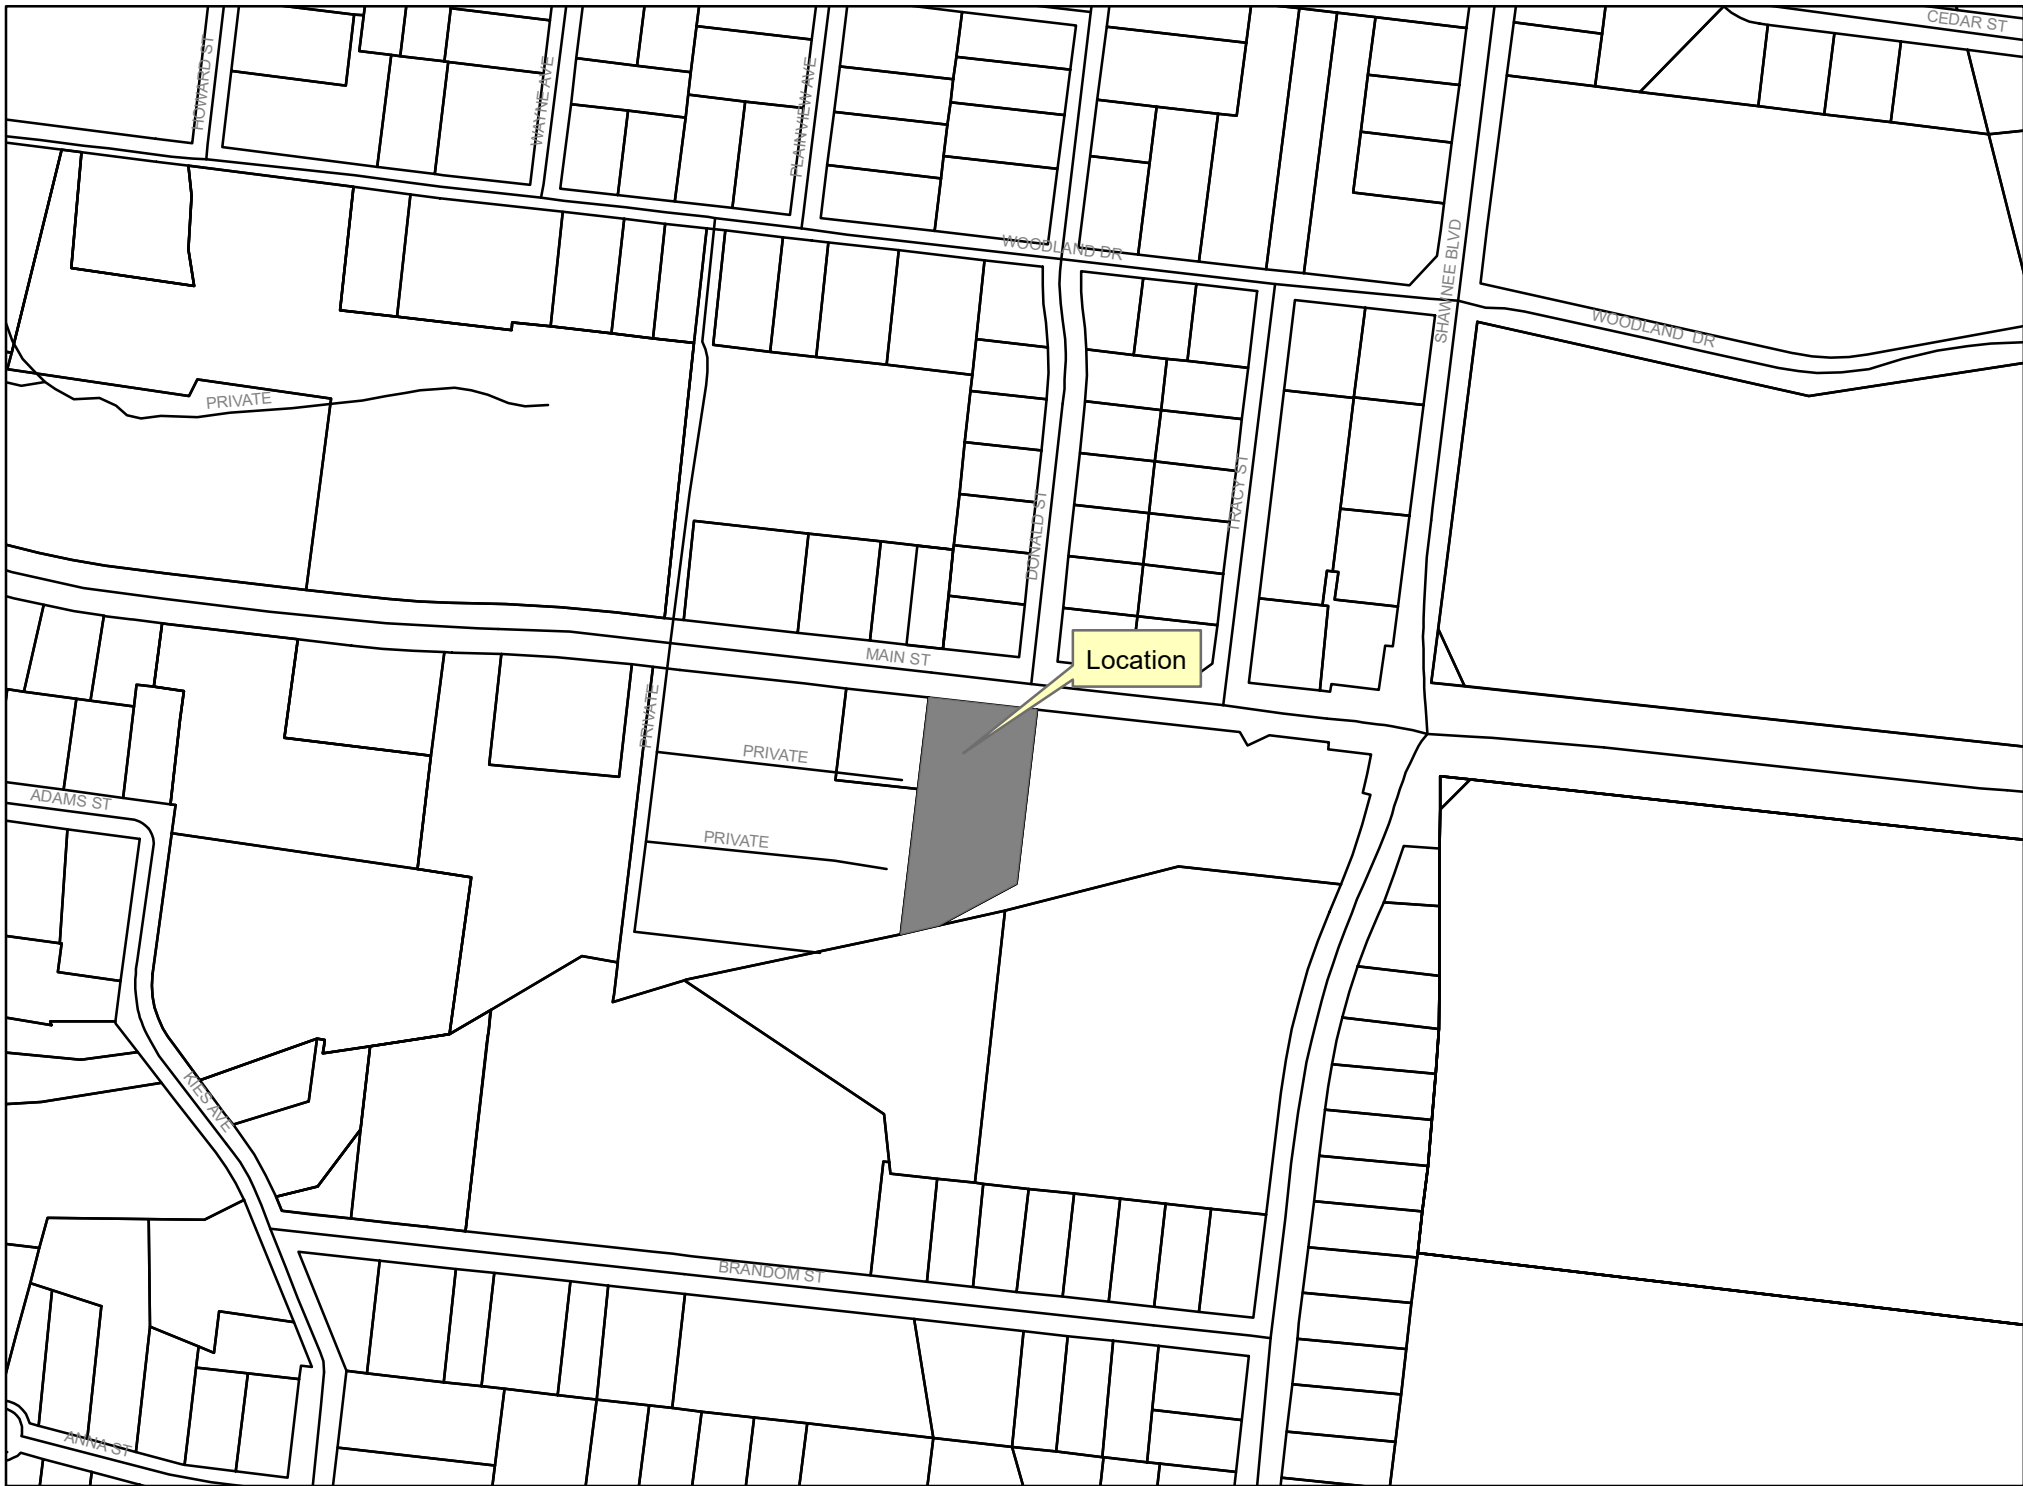 CEDAR ST
HOWARD ST
WAYNE AVE
PLAINVIEW AVE
WOODLAND DR
SHAWNEE BLVD
WOODLAND DR
PRIVATE
TRACY ST
DONALD ST
MAIN ST
Location
PRIVATE
PRIVATE
ADAMS ST
PRIVATE
KIES AVE
BRANDOM ST
ANNA ST